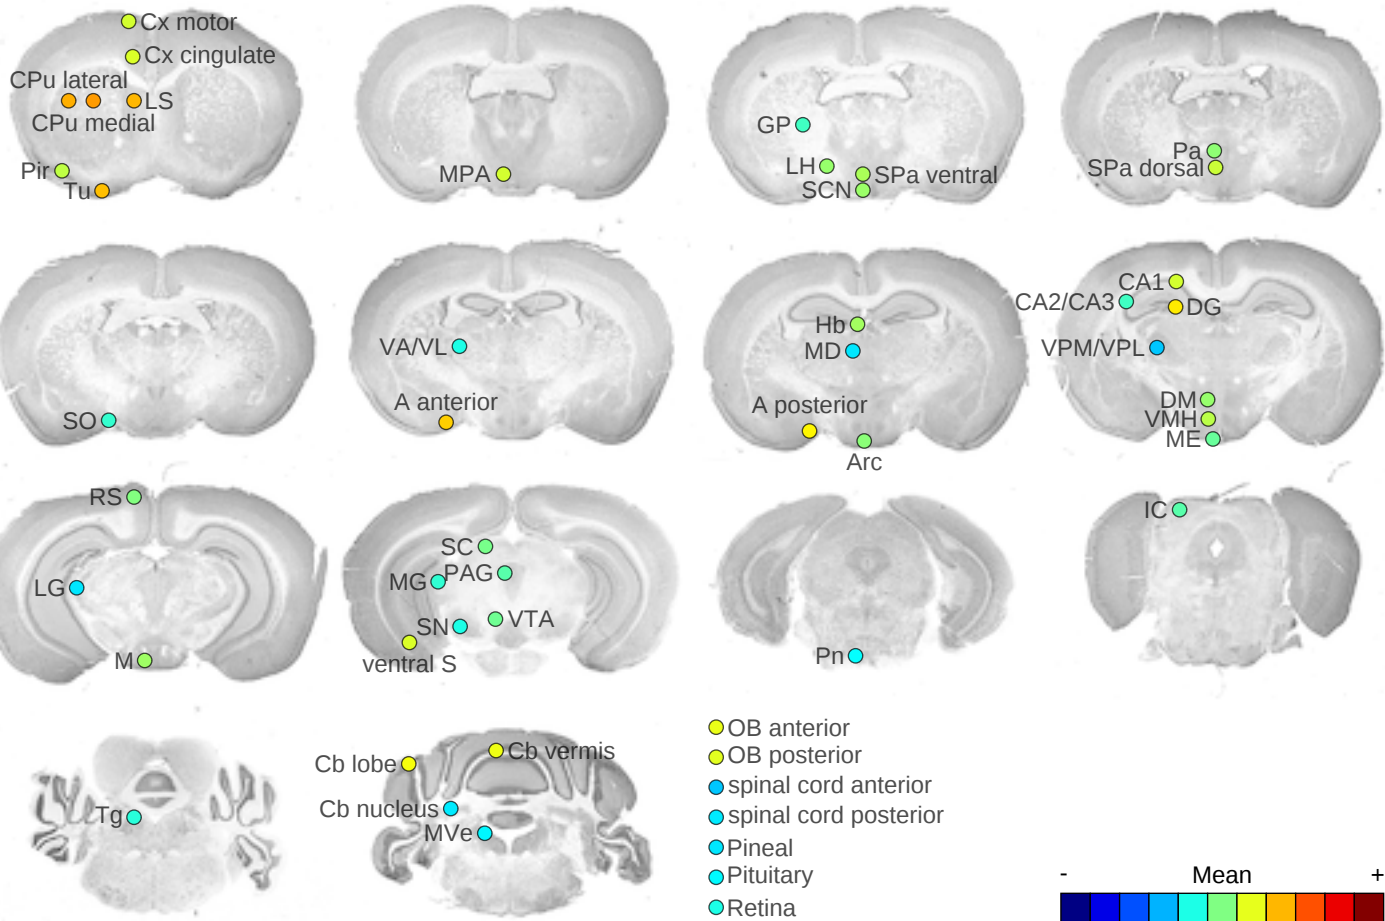 Cx motor
Cx cingulate
CPu lateral
LS
CPu medial
Pir
Tu
MPA
GP
LH
SPa ventral
SCN
Pa
SPa dorsal
SO
VA/VL
A anterior
Hb
MD
A posterior
Arc
CA1
CA2/CA3
DG
VPM/VPL
DM
VMH
ME
RS
LG
M
SC
MG
PAG
SN
VTA
ventral S
Pn
IC
Tg
Cb lobe
Cb vermis
Cb nucleus
MVe
OB anterior
OB posterior
spinal cord anterior
spinal cord posterior
Pineal
Pituitary
Retina
- Mean +